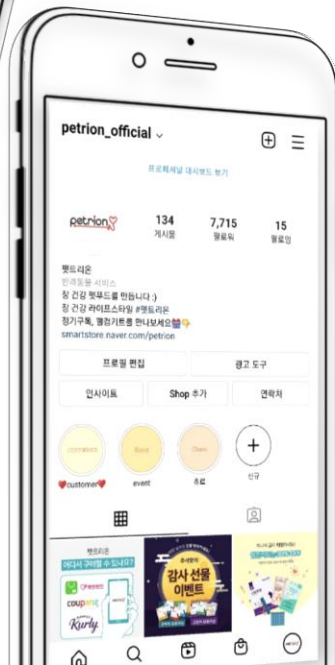 petrion_official
프로페셔널 대시보드 보기
petrion
134
게시물
7,715
팔로워
15
팔로잉
펫트리온
반려동물 서비스
장 건강 펫푸드를 만듭니다 :)
장 건강 라이프스타일 #펫트리온
정기구독, 웰컴키트를 만나보세요
smartstore.naver.com/petrion
프로필 편집
광고 도구
인사이트
Shop 추가
연락처
customer
event
신규
펫트리온
어디서 구매할 수 있나요?
coupang
Kurly
감사 선물
이벤트